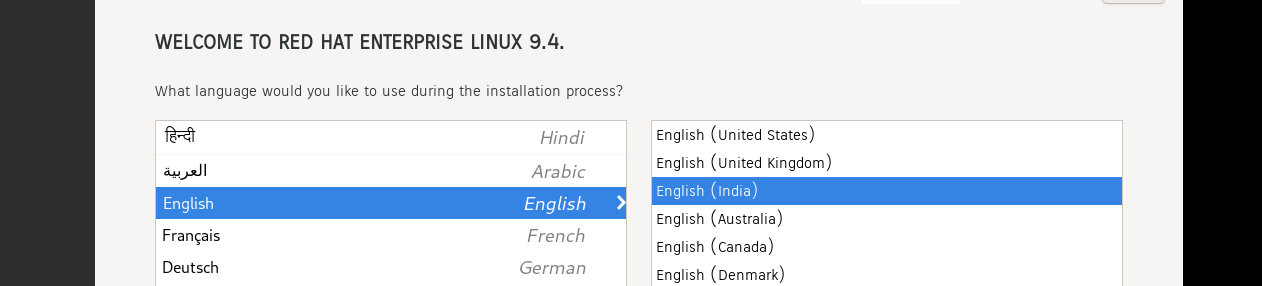 WELCOME TO RED HAT ENTERPRISE LINUX 9.4.
What language would you like to use during the installation process?
हिन्दी Hindi
العربية Arabic
English English
Français French
Deutsch German
English (United States)
English (United Kingdom)
English (India)
English (Australia)
English (Canada)
English (Denmark)